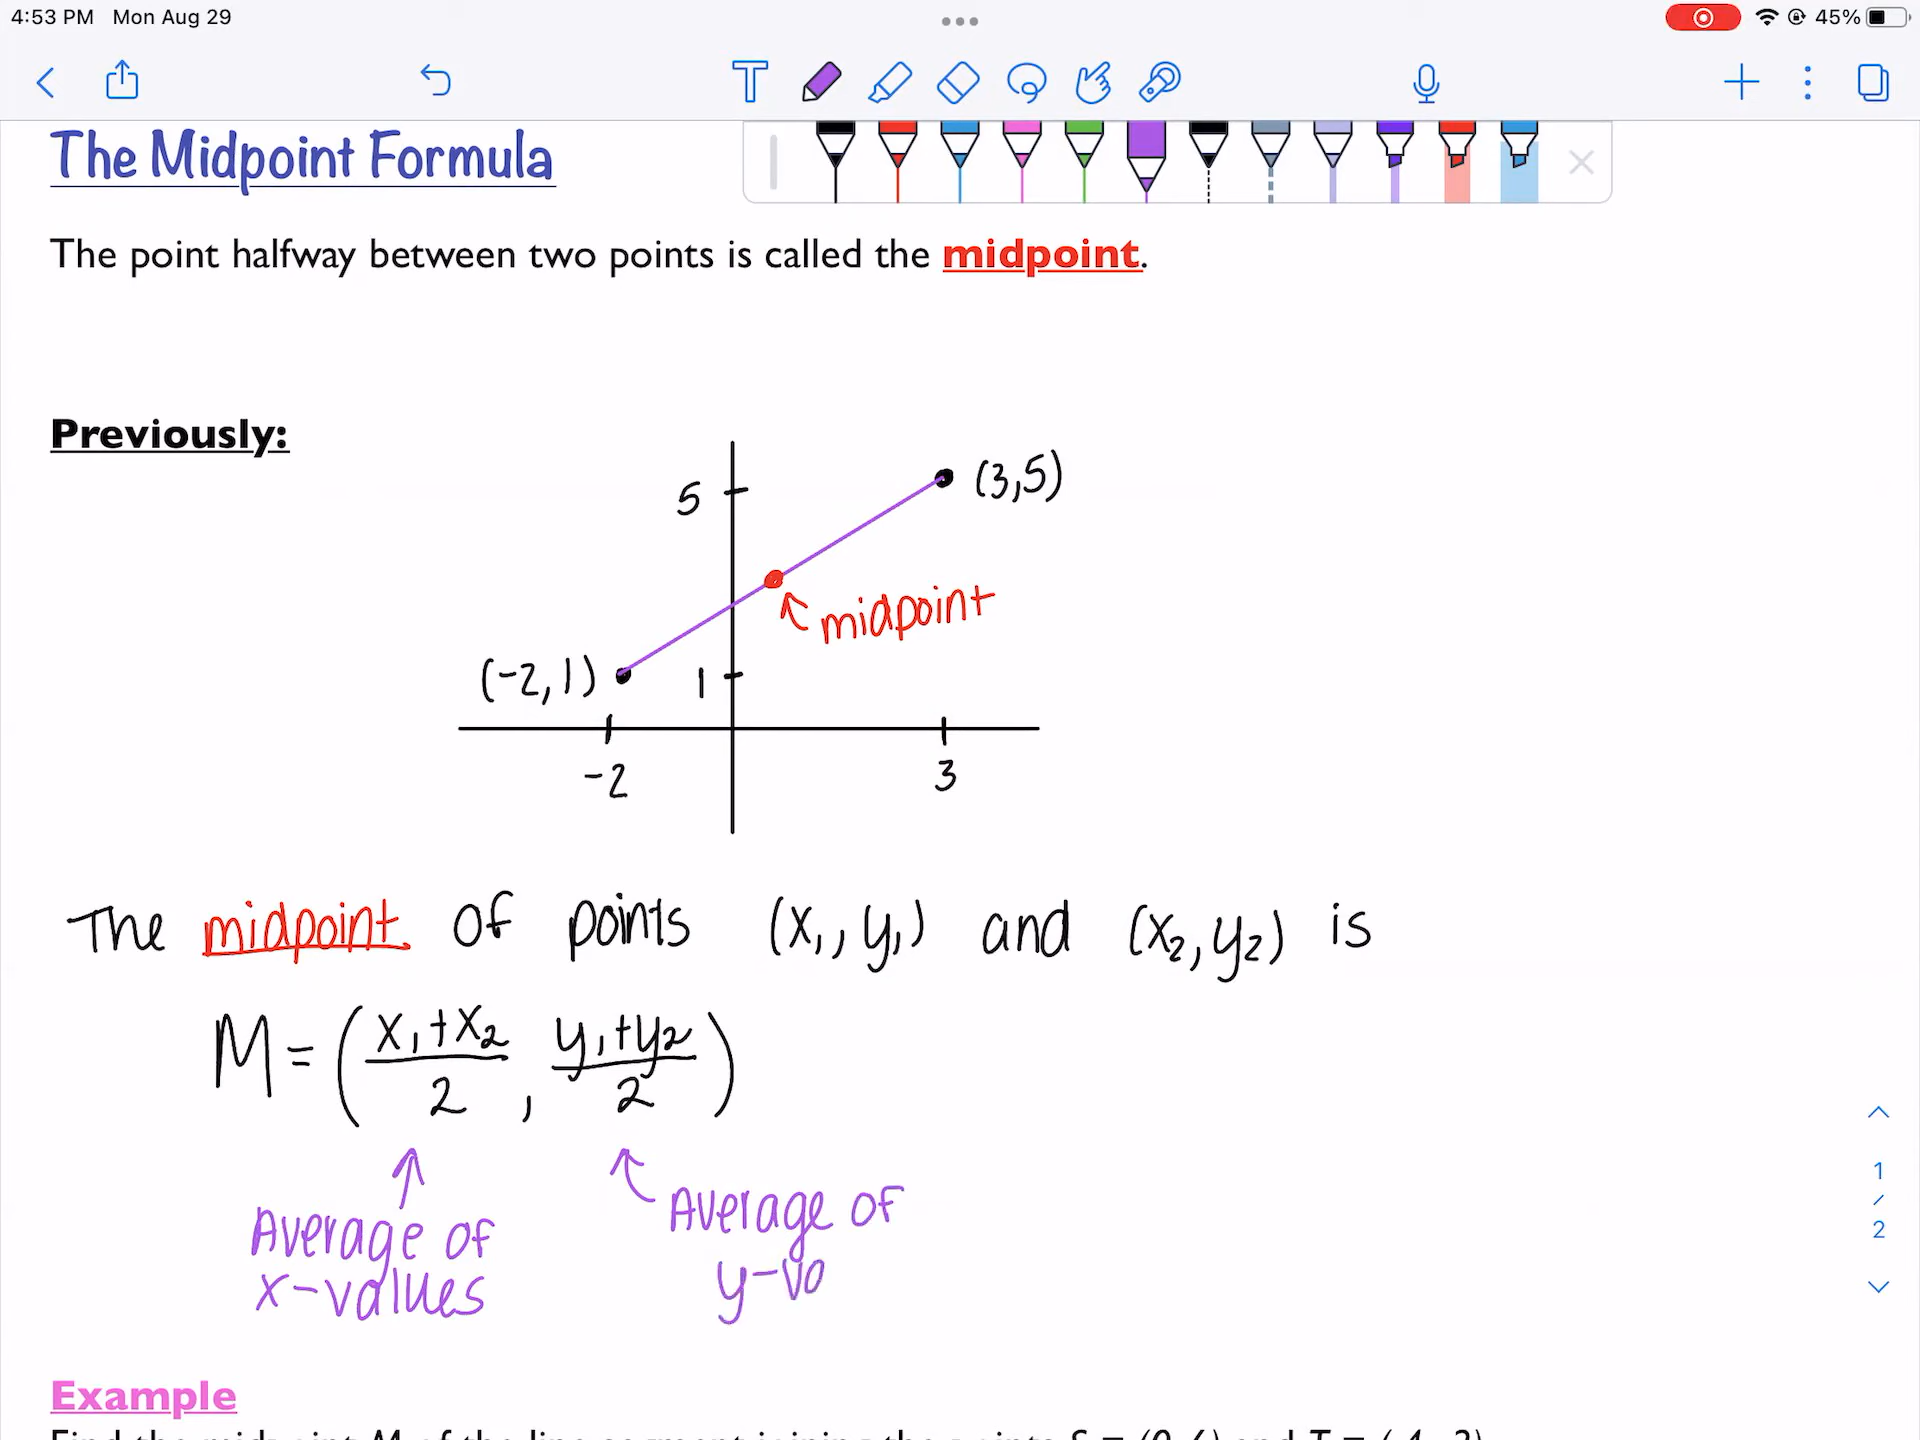 4:53 PM Mon Aug 29
45%
The Midpoint Formula
The point halfway between two points is called the midpoint.
Previously:
5
(3,5)
midpoint
(-2,1)
1
-2
3
The midpoint of points (x₁,y₁) and (x₂,y₂) is
M = (x₁+x₂/2, y₁+y₂/2)
Average of
x-values
Average of
y-va
1
/
2
Example